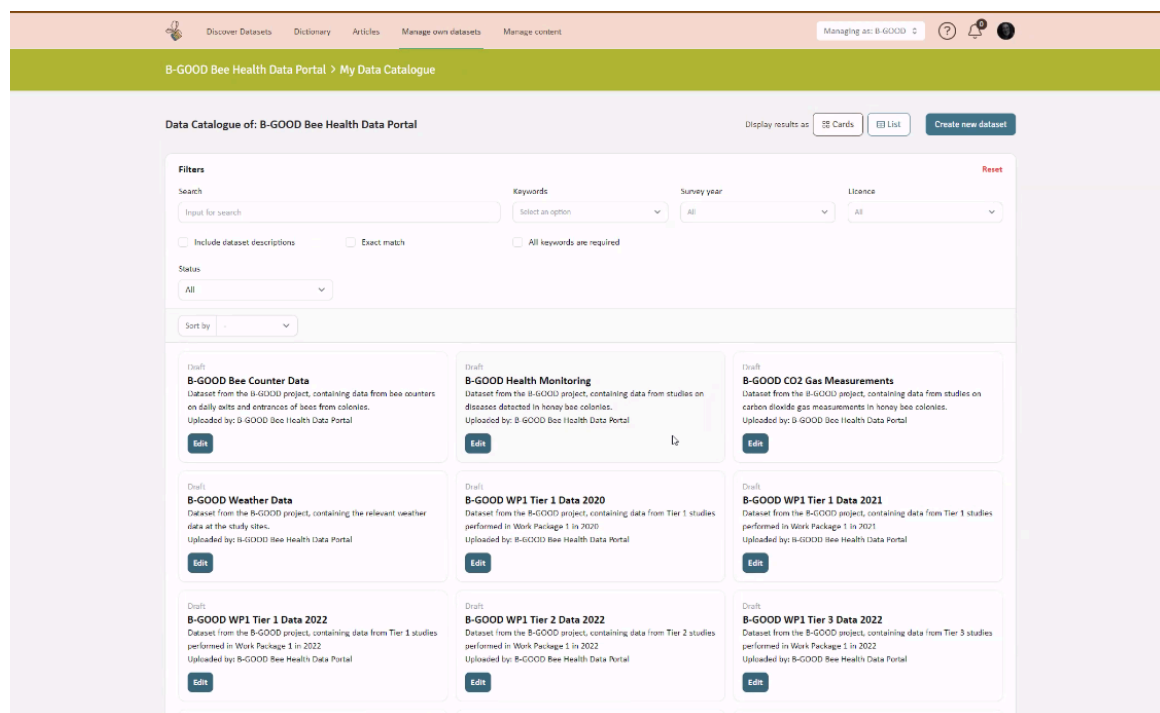 Discover Datasets Dictionary Articles Manage own datasets Manage content Managing as: B-GOOD 0
B-GOOD Bee Health Data Portal > My Data Catalogue
Data Catalogue of: B-GOOD Bee Health Data Portal Display results as Cards List Create new dataset
Filters Reset
Search Keywords Survey year Licence
Input for search Select an option All All
Include dataset descriptions Exact match All keywords are required
Status
All
Sort by -
Draft
B-GOOD Bee Counter Data
Dataset from the B-GOOD project, containing data from bee counters
on daily exits and entrances of bees from colonies.
Uploaded by: B-GOOD Bee Health Data Portal
Edit
Draft
B-GOOD Health Monitoring
Dataset from the B-GOOD project, containing data from studies on
diseases detected in honey bee colonies.
Uploaded by: B-GOOD Bee Health Data Portal
Edit
Draft
B-GOOD CO2 Gas Measurements
Dataset from the B-GOOD project, containing data from studies on
carbon dioxide gas measurements in honey bee colonies.
Uploaded by: B-GOOD Bee Health Data Portal
Edit
Draft
B-GOOD Weather Data
Dataset from the B-GOOD project, containing the relevant weather
data at the study sites.
Uploaded by: B-GOOD Bee Health Data Portal
Edit
Draft
B-GOOD WP1 Tier 1 Data 2020
Dataset from the B-GOOD project, containing data from Tier 1 studies
performed in Work Package 1 in 2020
Uploaded by: B-GOOD Bee Health Data Portal
Edit
Draft
B-GOOD WP1 Tier 1 Data 2021
Dataset from the B-GOOD project, containing data from Tier 1 studies
performed in Work Package 1 in 2021
Uploaded by: B-GOOD Bee Health Data Portal
Edit
Draft
B-GOOD WP1 Tier 1 Data 2022
Dataset from the B-GOOD project, containing data from Tier 1 studies
performed in Work Package 1 in 2022
Uploaded by: B-GOOD Bee Health Data Portal
Edit
Draft
B-GOOD WP1 Tier 2 Data 2022
Dataset from the B-GOOD project, containing data from Tier 2 studies
performed in Work Package 1 in 2022
Uploaded by: B-GOOD Bee Health Data Portal
Edit
Draft
B-GOOD WP1 Tier 3 Data 2022
Dataset from the B-GOOD project, containing data from Tier 3 studies
performed in Work Package 1 in 2022
Uploaded by: B-GOOD Bee Health Data Portal
Edit